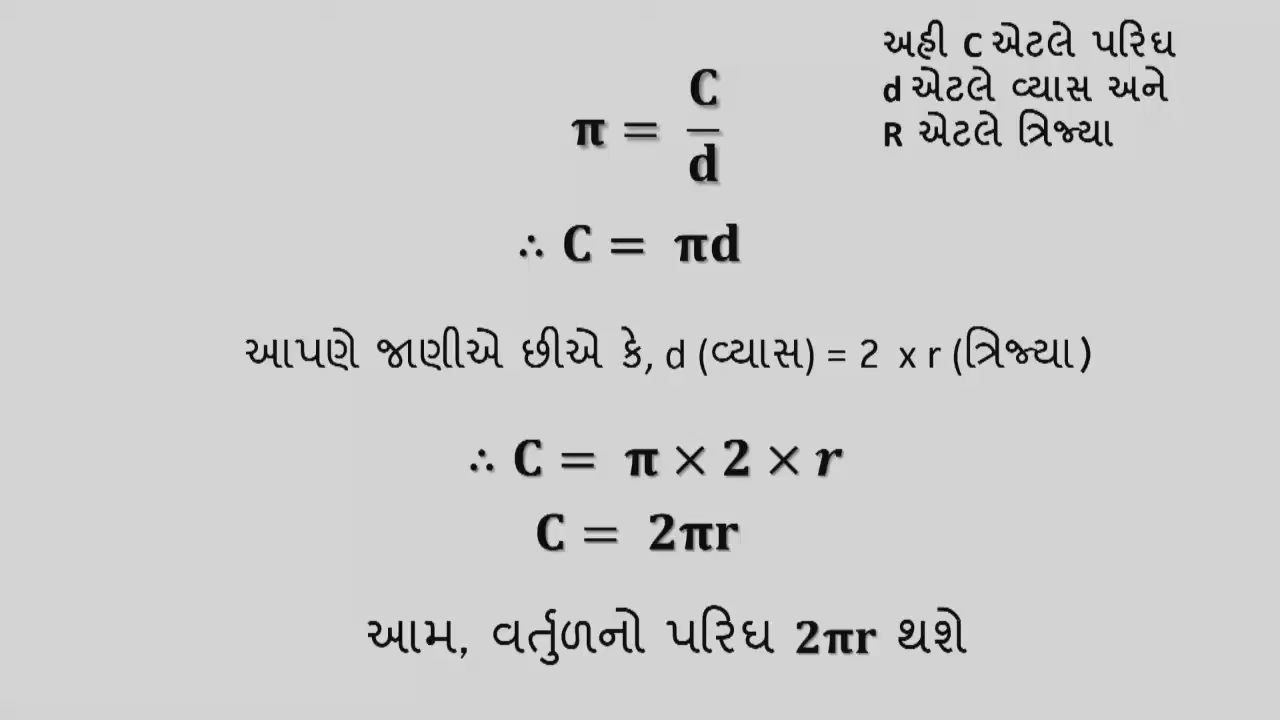 અહી C એટલે પરિઘ
d એટલે વ્યાસ અને
R એટલે ત્રિજ્યા
π = C/d
∴ C = πd
આપણે જાણીએ છીએ કે, d (વ્યાસ) = 2 x r (ત્રિજ્યા)
∴ C = π × 2 × r
C = 2πr
આમ, વર્તુળનો પરિઘ 2πr થશે